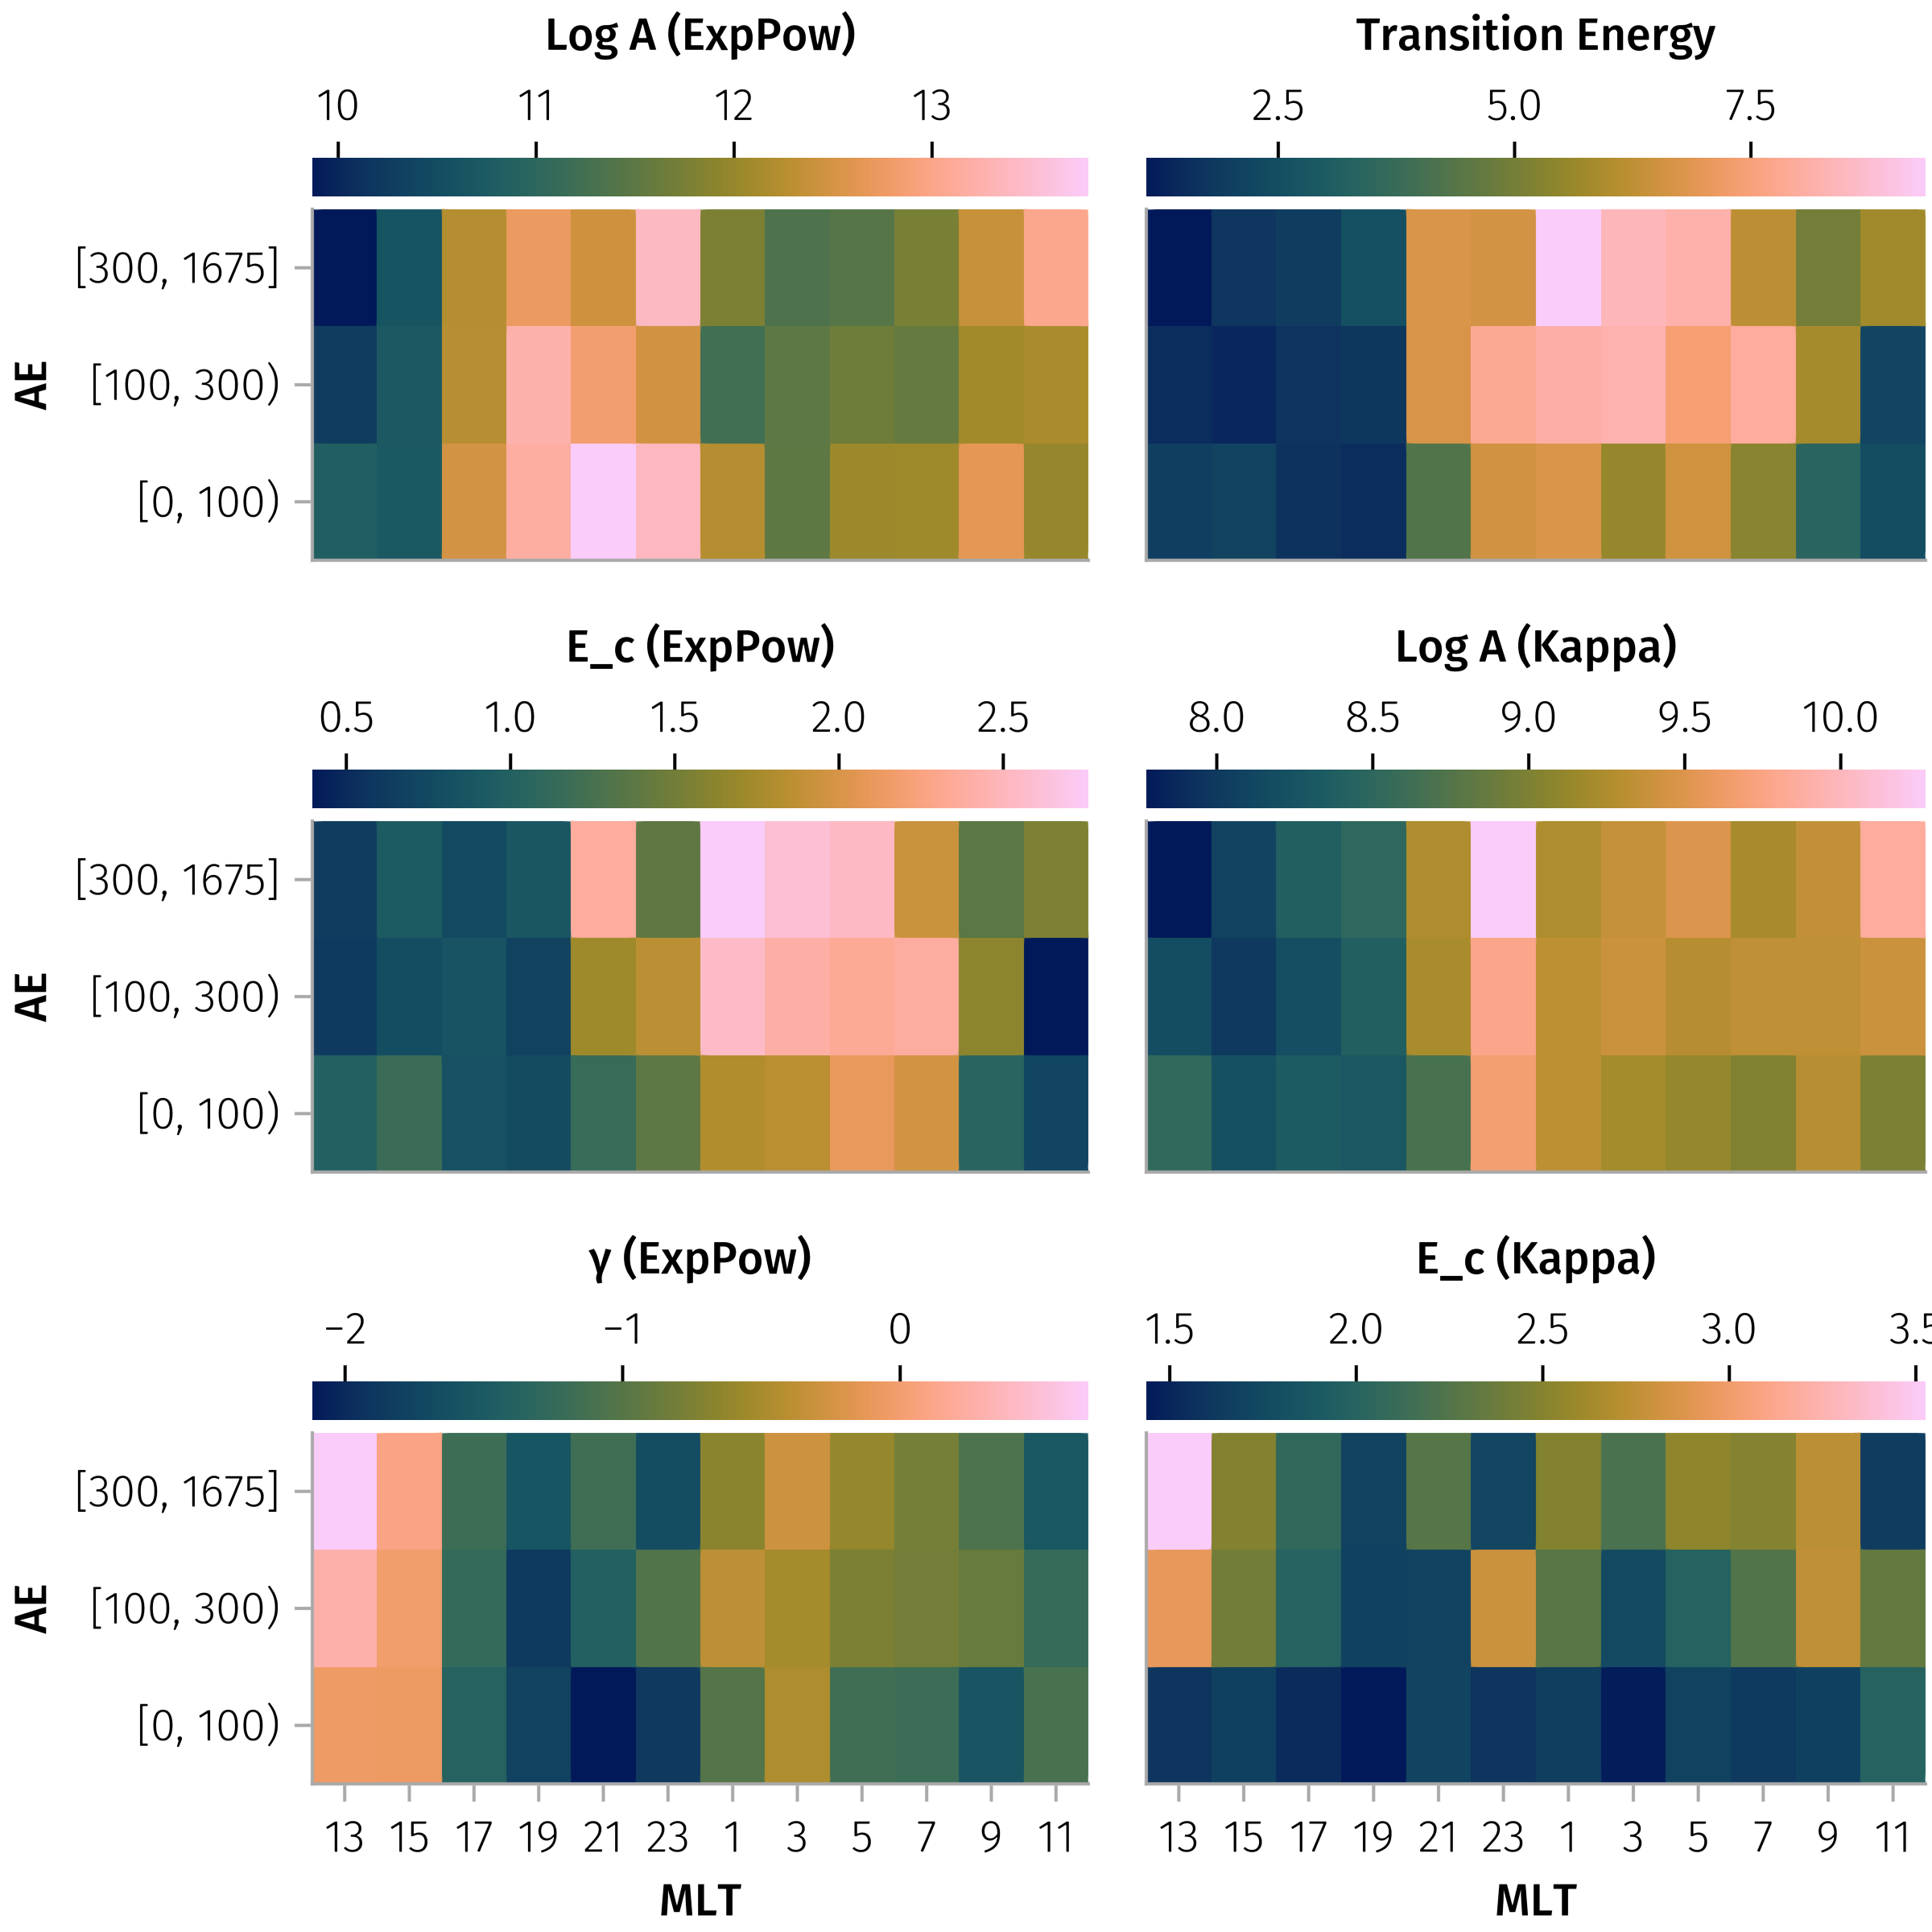 Log A (ExpPow)
Transition Energy
10 11 12 13
2.5 5.0 7.5
[300, 1675]
[100, 300)
[0, 100)
AE
E_c (ExpPow)
Log A (Kappa)
0.5 1.0 1.5 2.0 2.5
8.0 8.5 9.0 9.5 10.0
[300, 1675]
[100, 300)
[0, 100)
AE
γ (ExpPow)
E_c (Kappa)
−2 −1 0
1.5 2.0 2.5 3.0 3.5
[300, 1675]
[100, 300)
[0, 100)
AE
13 15 17 19 21 23 1 3 5 7 9 11
13 15 17 19 21 23 1 3 5 7 9 11
MLT
MLT